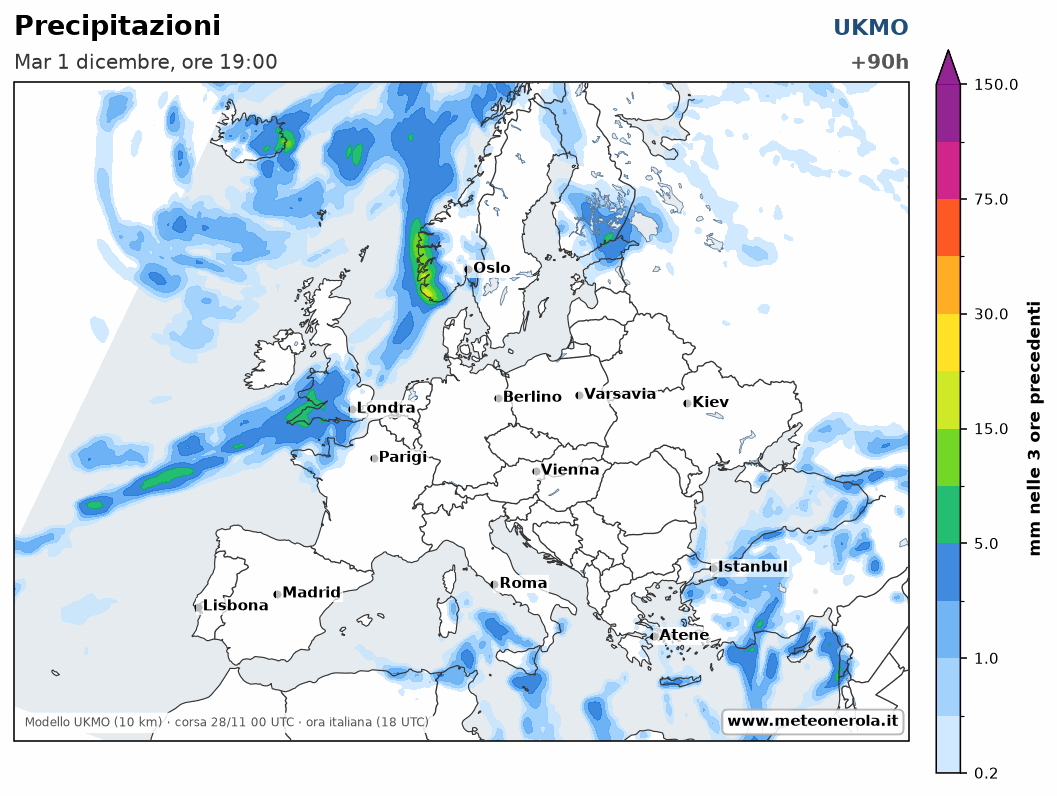 Precipitazioni
UKMO
Mar 1 dicembre, ore 19:00
+90h
150.0
75.0
30.0
15.0
5.0
1.0
0.2
mm nelle 3 ore precedenti
Oslo
Londra
Berlino
Varsavia
Kiev
Parigi
Vienna
Istanbul
Roma
Madrid
Lisbona
Atene
Modello UKMO (10 km) · corsa 28/11 00 UTC · ora italiana (18 UTC)
www.meteonerola.it